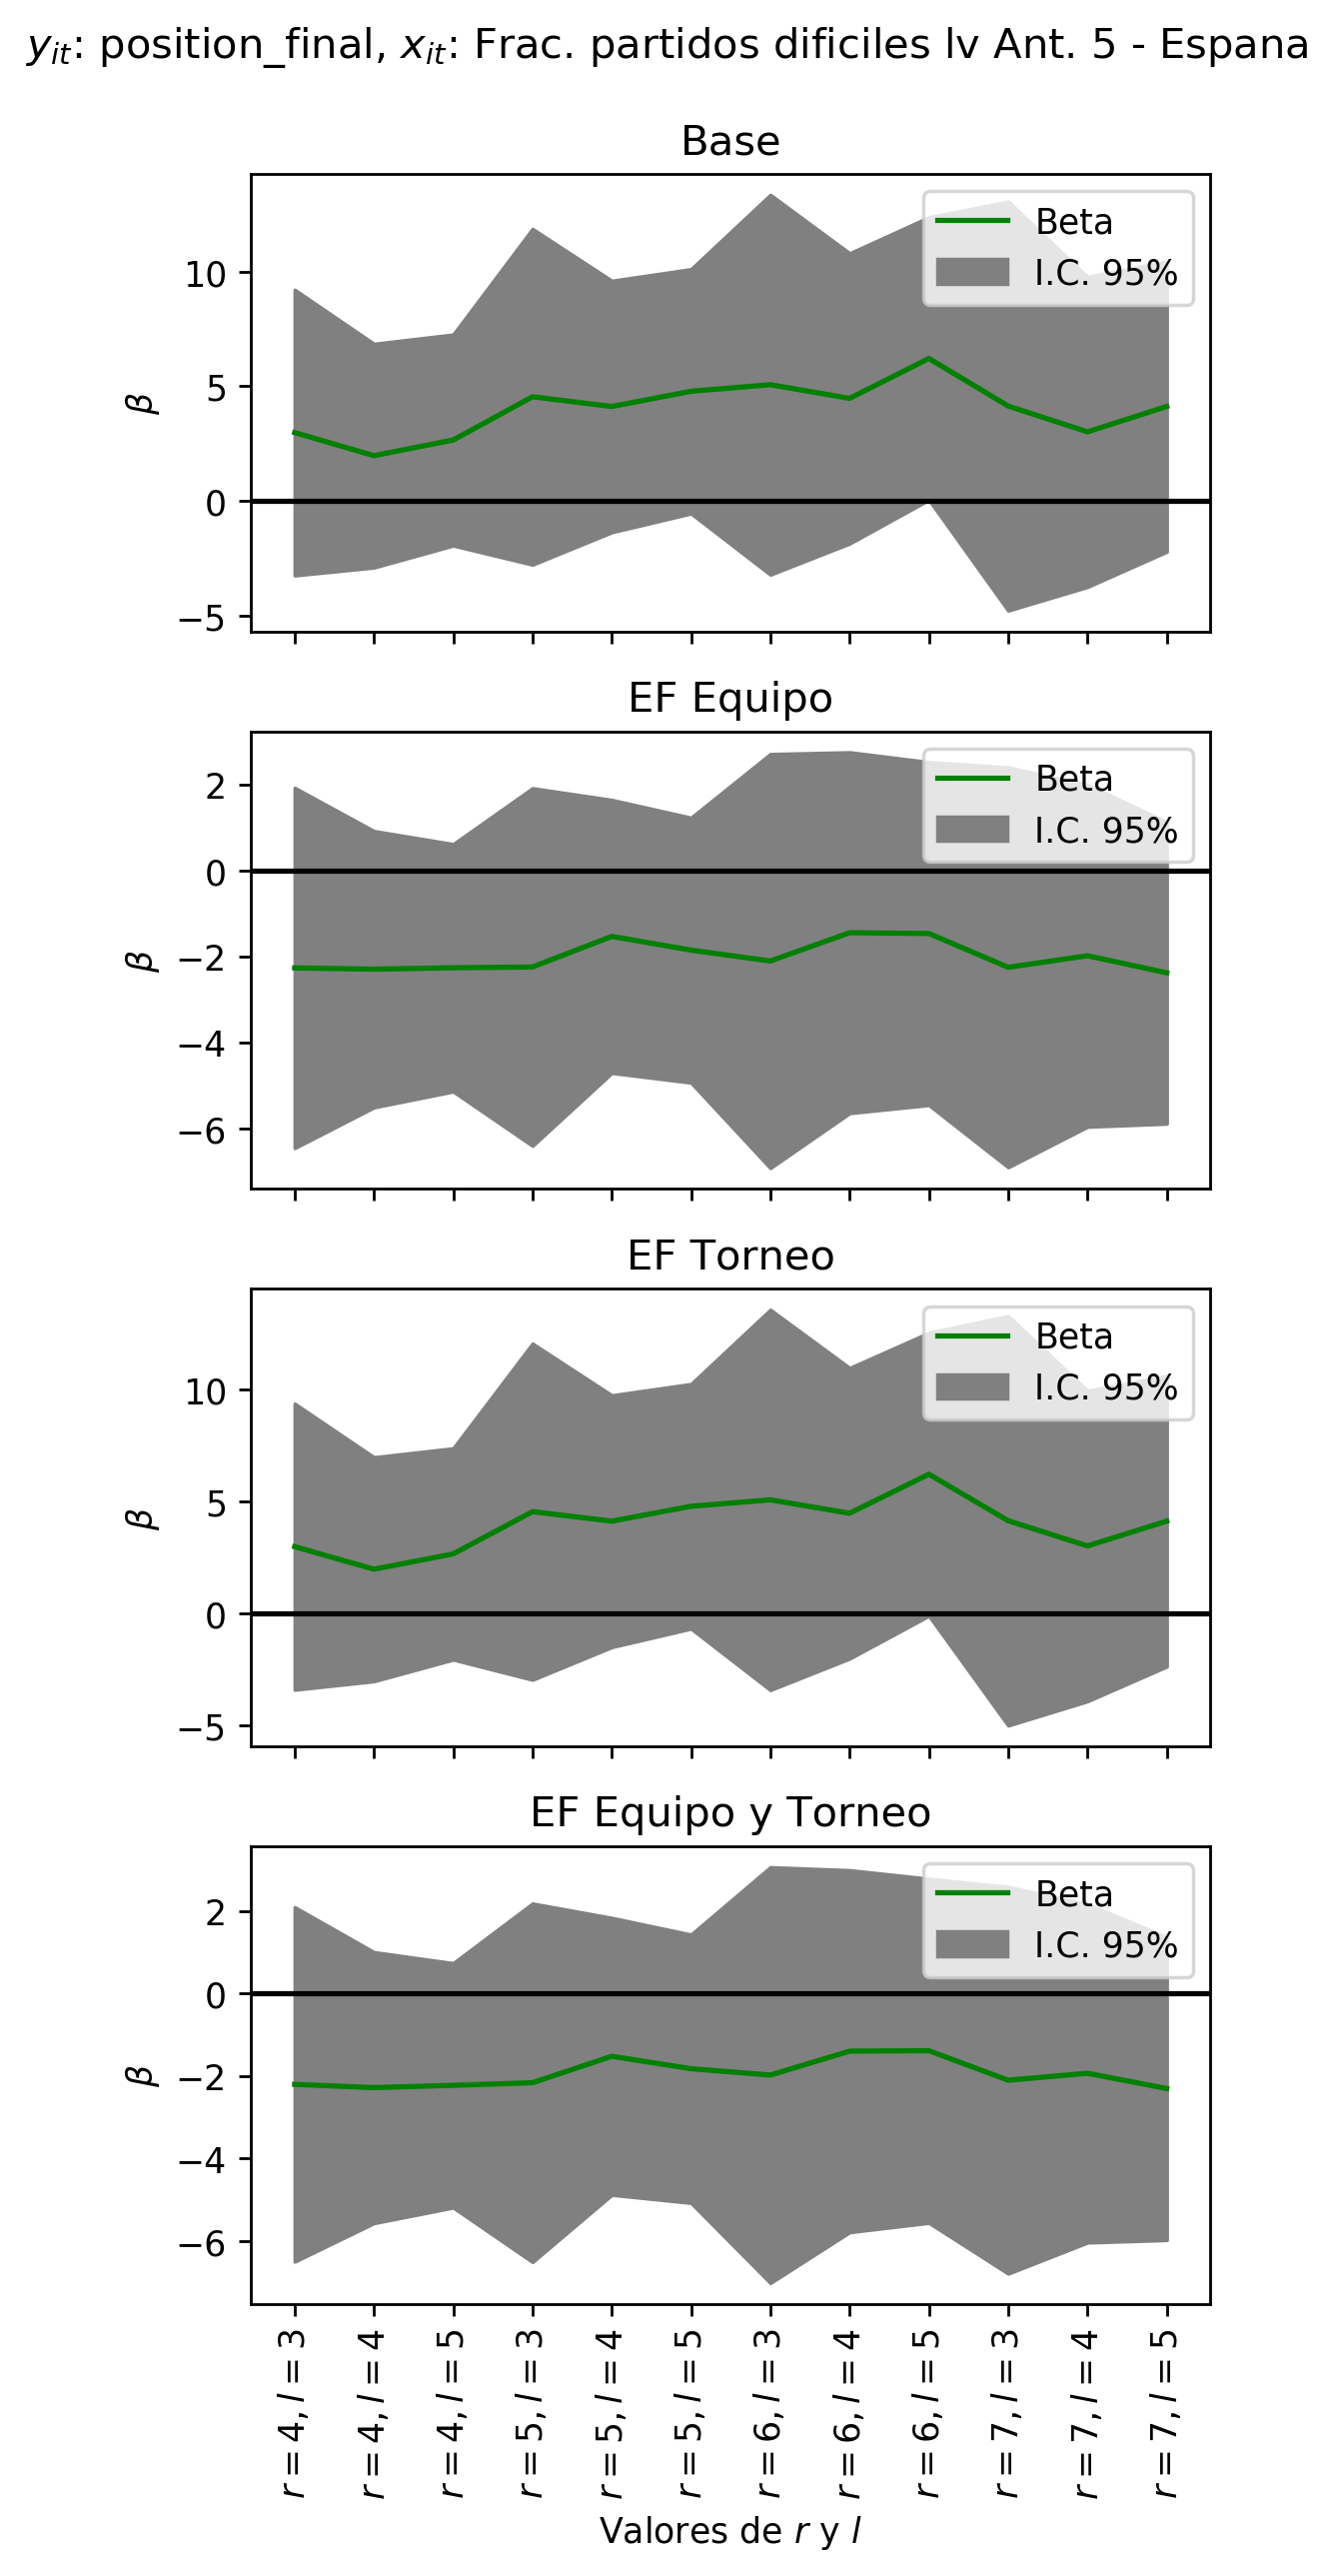 y_it: position_final, x_it: Frac. partidos dificiles lv Ant. 5 - Espana
Base
Beta
I.C. 95%
10
5
0
−5
β
EF Equipo
Beta
I.C. 95%
2
0
−2
−4
−6
β
EF Torneo
Beta
I.C. 95%
10
5
0
−5
β
EF Equipo y Torneo
Beta
I.C. 95%
2
0
−2
−4
−6
β
r = 4, l = 3
r = 4, l = 4
r = 4, l = 5
r = 5, l = 3
r = 5, l = 4
r = 5, l = 5
r = 6, l = 3
r = 6, l = 4
r = 6, l = 5
r = 7, l = 3
r = 7, l = 4
r = 7, l = 5
Valores de r y l